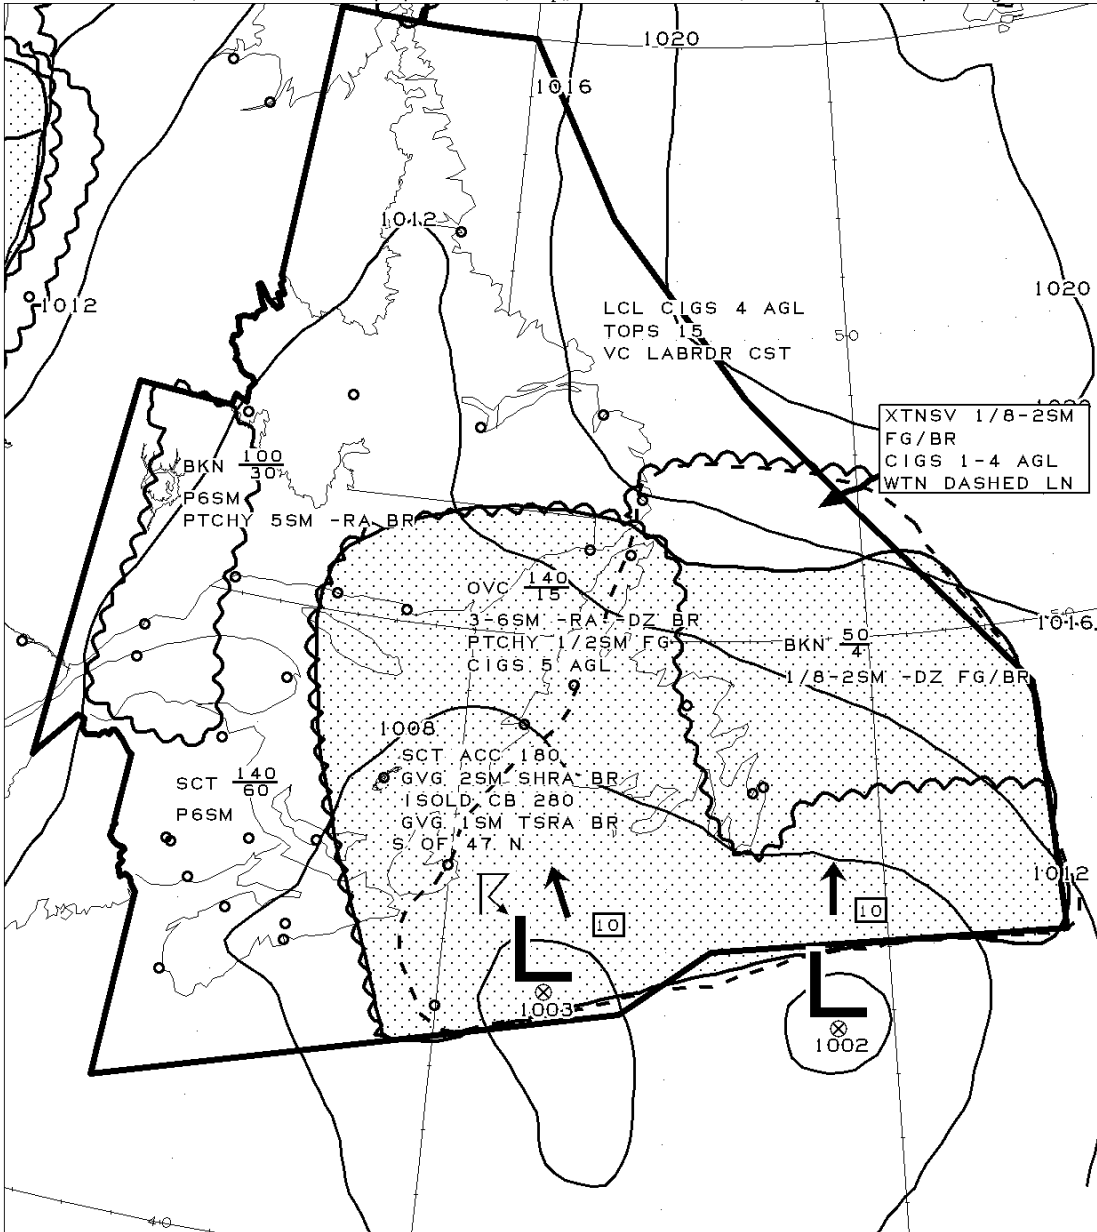 1020
1016
1012
1012
1020
LCL CIGS 4 AGL
TOPS 15
VC LABRDR CST
50
1020
XTNSV 1/8-2SM
FG/BR
CIGS 1-4 AGL
WTN DASHED LN
BKN 100
30
P6SM
PTCHY 5SM -RA BR
OVC 140
15
3-6SM -RA -DZ BR
PTCHY 1/2SM FG
CIGS 5 AGL
50
1016
BKN 50
4
1/8-2SM -DZ FG/BR
1008
SCT ACC 180
GVG 2SM SHRA BR
ISOLD CB 280
GVG 1SM TSRA BR
S OF 47 N
SCT 140
60
P6SM
1012
10
10
L
1003
L
1002
40